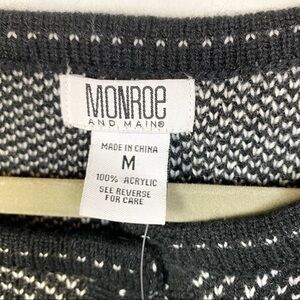 MONROE
AND MAIN®
MADE IN CHINA
M
100% ACRYLIC
SEE REVERSE
FOR CARE